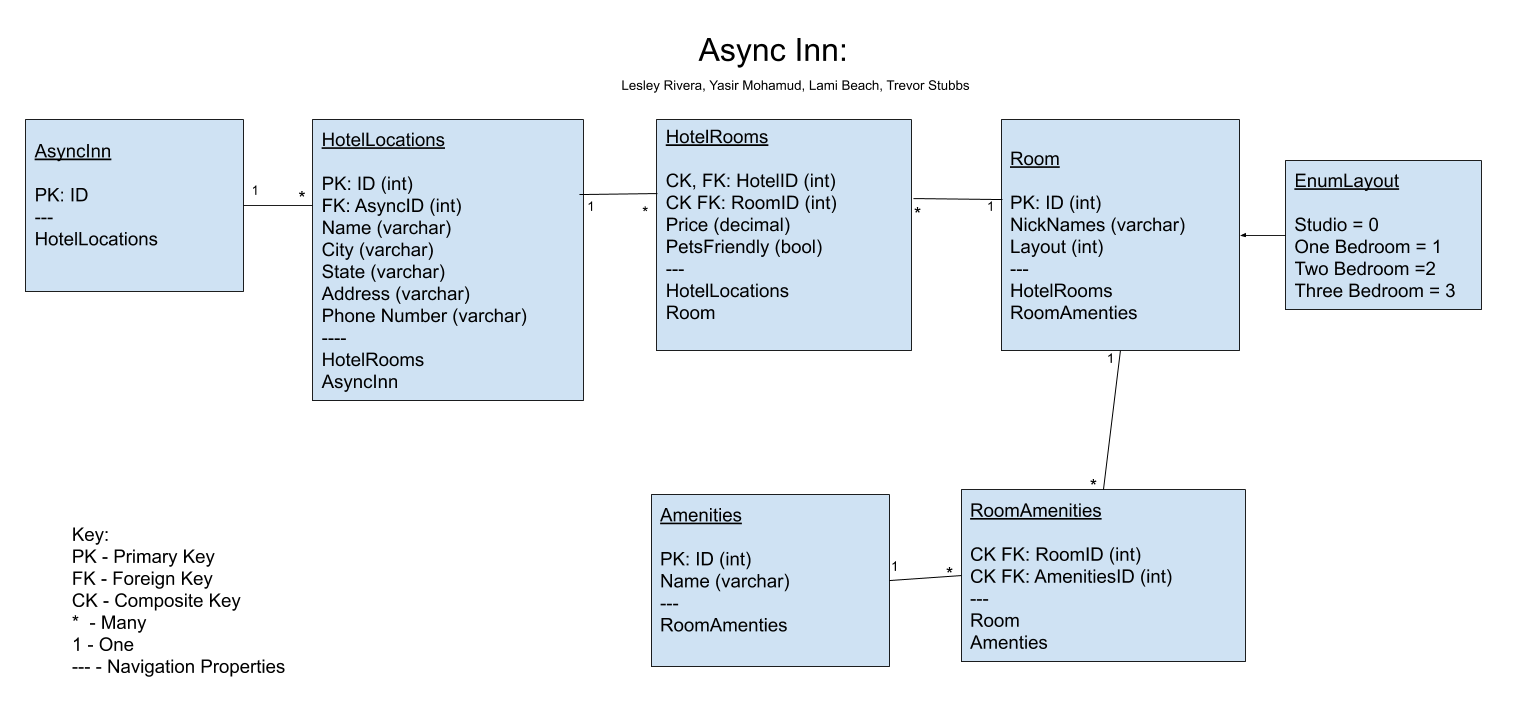 Async Inn:
Lesley Rivera, Yasir Mohamud, Lami Beach, Trevor Stubbs
AsyncInn
PK: ID
---
HotelLocations
1
*
HotelLocations
PK: ID (int)
FK: AsyncID (int)
Name (varchar)
City (varchar)
State (varchar)
Address (varchar)
Phone Number (varchar)
----
HotelRooms
AsyncInn
1
*
HotelRooms
CK, FK: HotelID (int)
CK FK: RoomID (int)
Price (decimal)
PetsFriendly (bool)
---
HotelLocations
Room
*
1
Room
PK: ID (int)
NickNames (varchar)
Layout (int)
---
HotelRooms
RoomAmenties
EnumLayout
Studio = 0
One Bedroom = 1
Two Bedroom =2
Three Bedroom = 3
1
*
Amenities
PK: ID (int)
Name (varchar)
---
RoomAmenties
1
*
RoomAmenities
CK FK: RoomID (int)
CK FK: AmenitiesID (int)
---
Room
Amenties
Key:
PK - Primary Key
FK - Foreign Key
CK - Composite Key
* - Many
1 - One
--- - Navigation Properties